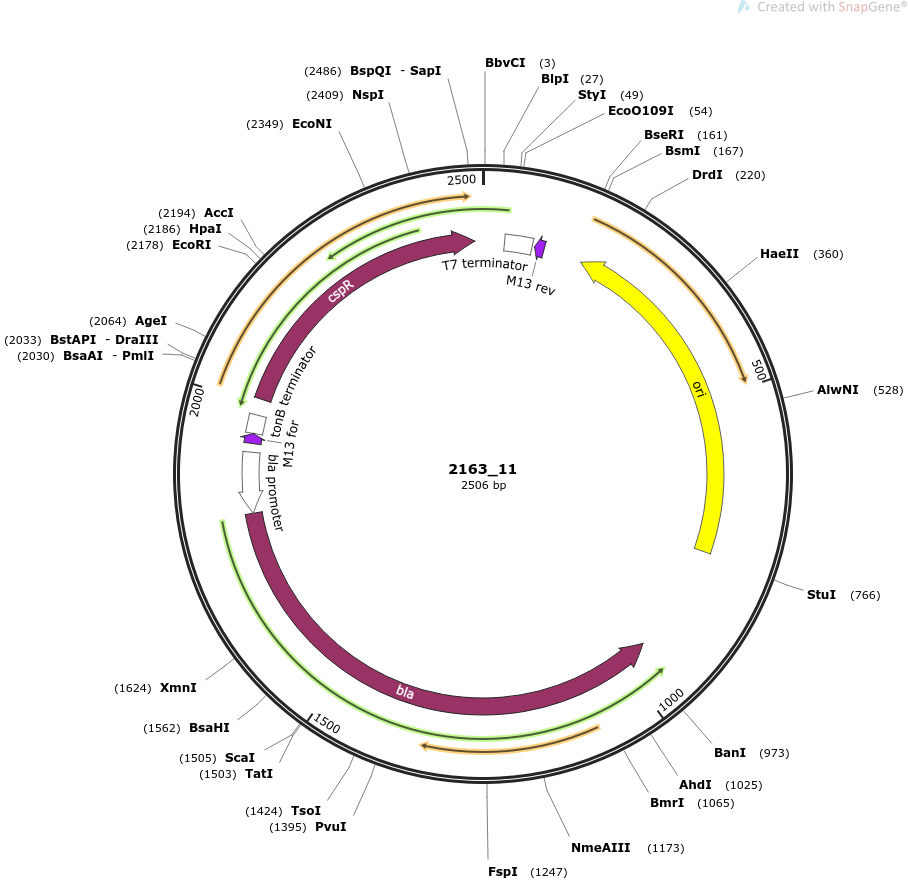 Created with SnapGene®
(2486) BspQI - SapI
(2409) NspI
(2349) EcoNI
BbvCI (3)
BlpI (27)
StyI (49)
EcoO109I (54)
BseRI (161)
BsmI (167)
DrdI (220)
HaeII (360)
AlwNI (528)
StuI (766)
BanI (973)
AhdI (1025)
BmrI (1065)
NmeAIII (1173)
FspI (1247)
(2194) AccI
(2186) HpaI
(2178) EcoRI
(2064) AgeI
(2033) BstAPI - DraIII
(2030) BsaAI - PmlI
(1624) XmnI
(1562) BsaHI
(1505) ScaI
(1503) TatI
(1424) TsoI
(1395) PvuI
2500
500
1000
1500
2000
T7 terminator
M13 rev
ori
cspR
tonB terminator
M13 for
bla promoter
bla
2163_11
2506 bp